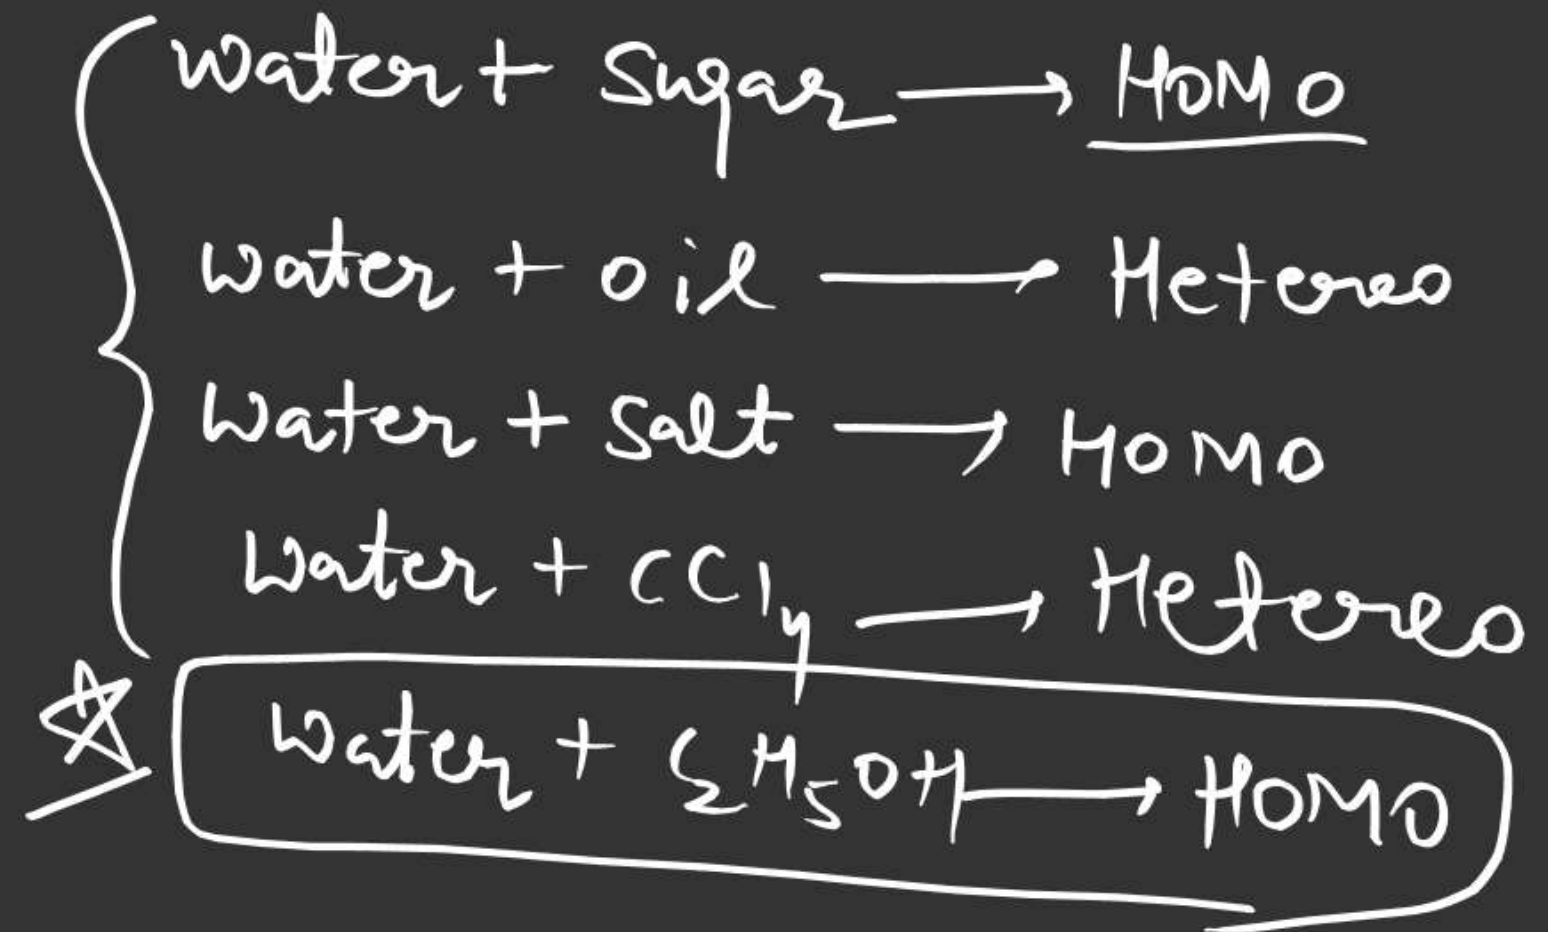 Water + Sugar → HOMO
Water + oil → Hetereo
Water + Salt → HOMO
Water + CCl₄ → Hetereo
Water + C₂H₅OH → HOMO